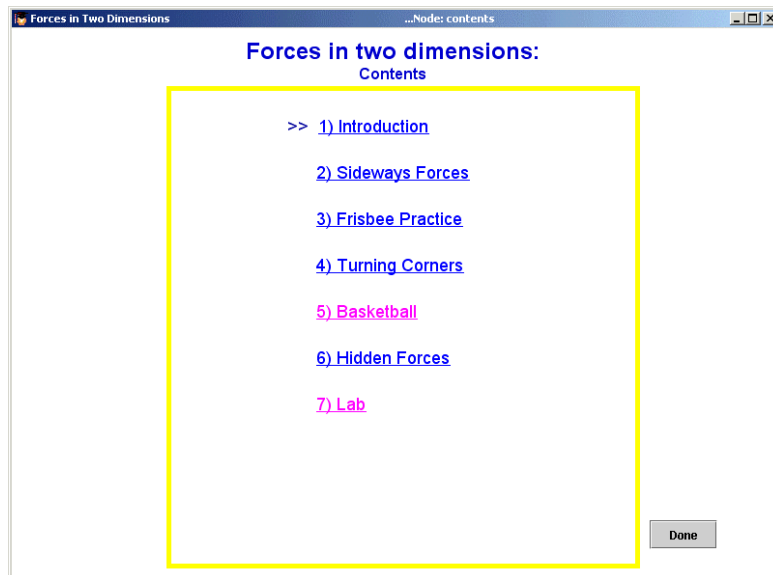 Forces in Two Dimensions ...Node: contents
Forces in two dimensions:
Contents
>> 1) Introduction
2) Sideways Forces
3) Frisbee Practice
4) Turning Corners
5) Basketball
6) Hidden Forces
7) Lab
Done